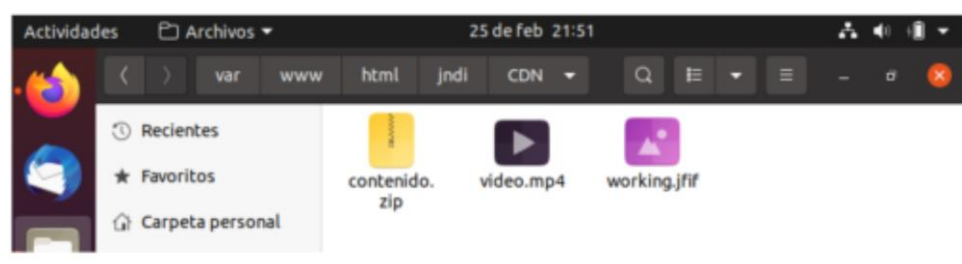 Actividades Archivos 25 de feb 21:51
var www html jndi CDN
Recientes
Favoritos
Carpeta personal
contenido.
zip
video.mp4
working.jfif